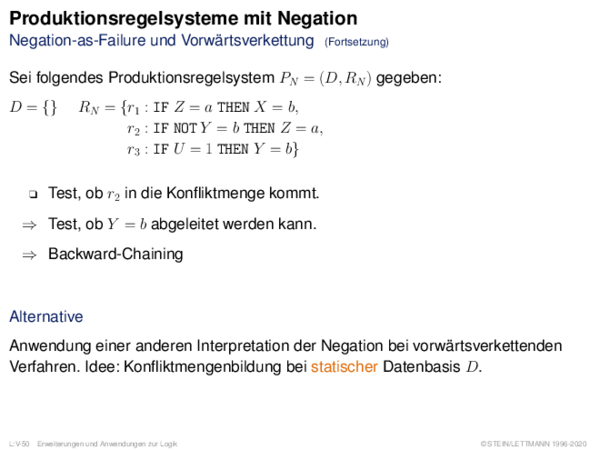 Produktionsregelsysteme mit Negation
Negation-as-Failure und Vorwärtsverkettung (Fortsetzung)
Sei folgendes Produktionsregelsystem P_N = (D, R_N) gegeben:
D = {} R_N = {r_1 : IF Z = a THEN X = b,
r_2 : IF NOT Y = b THEN Z = a,
r_3 : IF U = 1 THEN Y = b}
❑ Test, ob r_2 in die Konfliktmenge kommt.
⇒ Test, ob Y = b abgeleitet werden kann.
⇒ Backward-Chaining
Alternative
Anwendung einer anderen Interpretation der Negation bei vorwärtsverkettenden
Verfahren. Idee: Konfliktmengenbildung bei statischer Datenbasis D.
L:V-50 Erweiterungen und Anwendungen zur Logik ©STEIN/LETTMANN 1996-2020